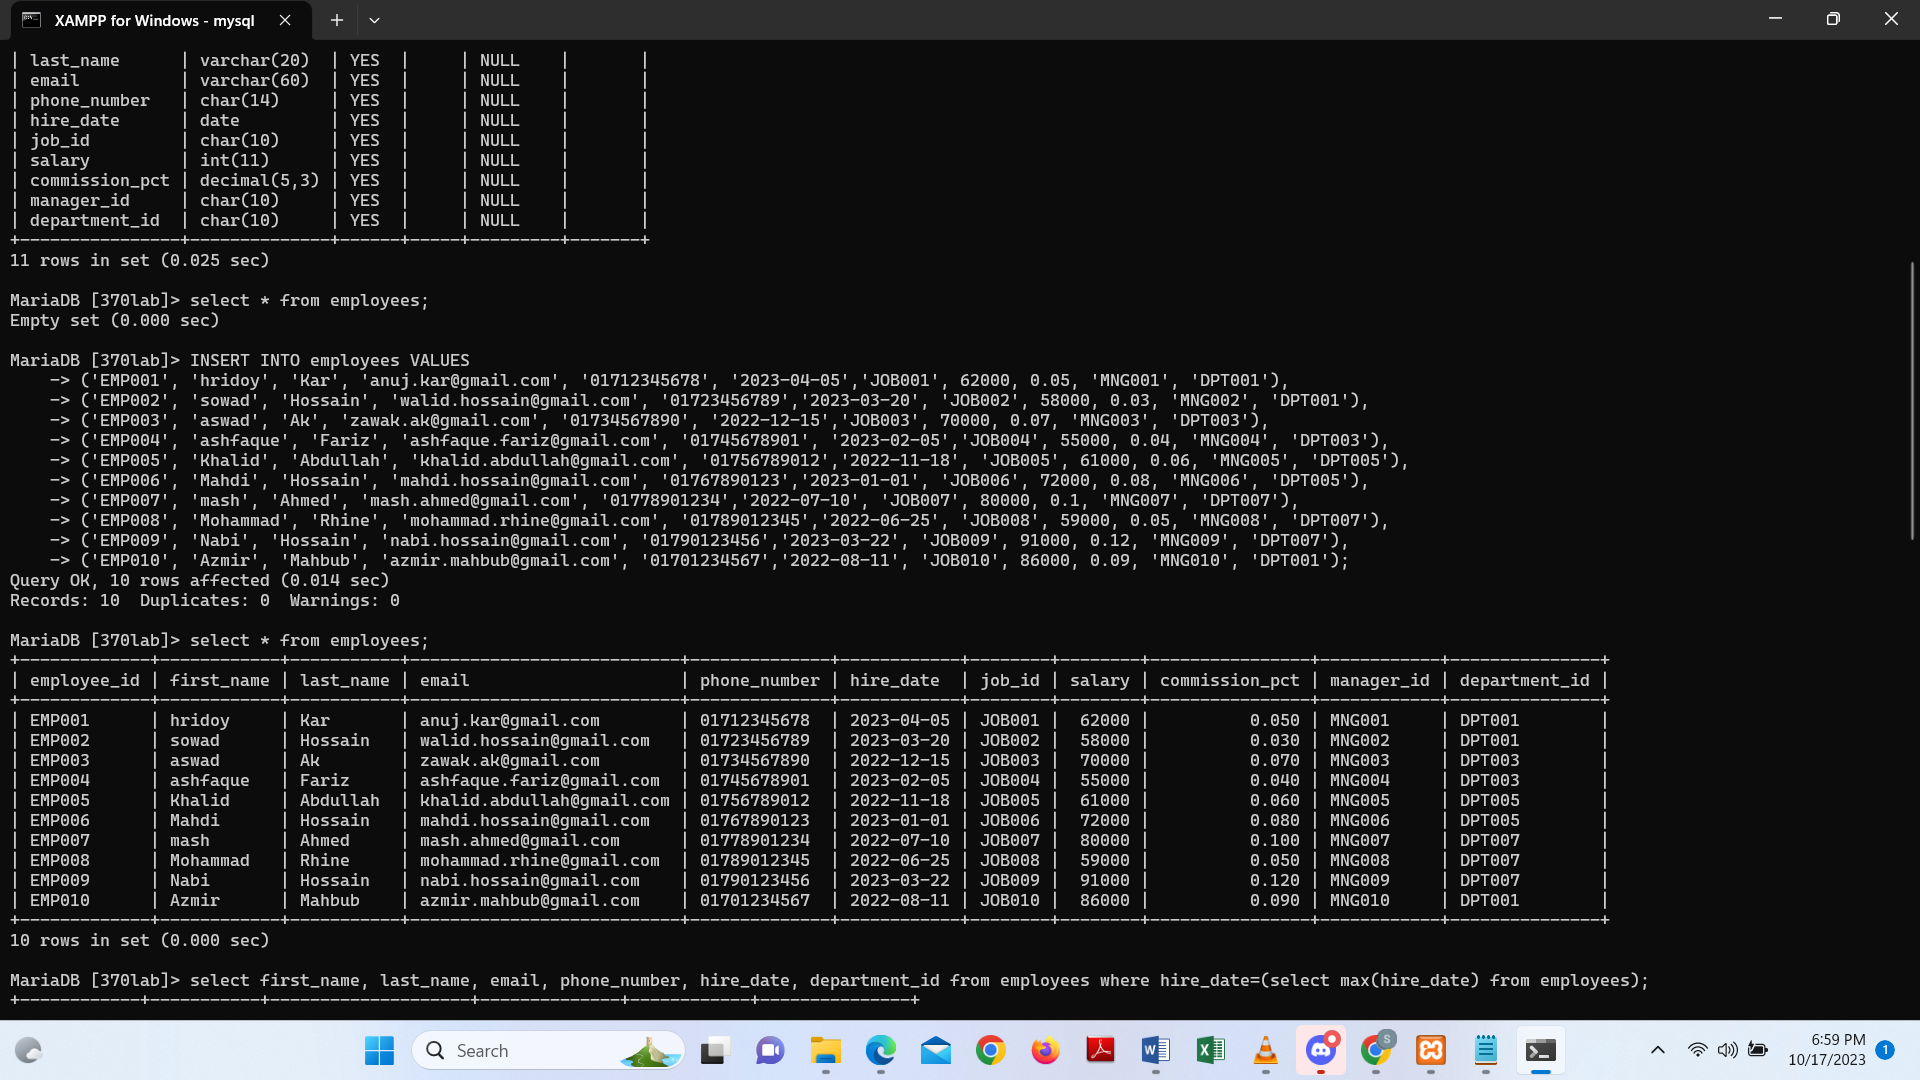 XAMPP for Windows - mysql
| last_name      | varchar(20)  | YES  |     | NULL    |       |
| email          | varchar(60)  | YES  |     | NULL    |       |
| phone_number   | char(14)     | YES  |     | NULL    |       |
| hire_date      | date         | YES  |     | NULL    |       |
| job_id         | char(10)     | YES  |     | NULL    |       |
| salary         | int(11)      | YES  |     | NULL    |       |
| commission_pct | decimal(5,3) | YES  |     | NULL    |       |
| manager_id     | char(10)     | YES  |     | NULL    |       |
| department_id  | char(10)     | YES  |     | NULL    |       |
+----------------+--------------+------+-----+---------+-------+
11 rows in set (0.025 sec)
MariaDB [370lab]> select * from employees;
Empty set (0.000 sec)
MariaDB [370lab]> INSERT INTO employees VALUES
    -> ('EMP001', 'hridoy', 'Kar', 'anuj.kar@gmail.com', '01712345678', '2023-04-05','JOB001', 62000, 0.05, 'MNG001', 'DPT001'),
    -> ('EMP002', 'sowad', 'Hossain', 'walid.hossain@gmail.com', '01723456789','2023-03-20', 'JOB002', 58000, 0.03, 'MNG002', 'DPT001'),
    -> ('EMP003', 'aswad', 'Ak', 'zawak.ak@gmail.com', '01734567890', '2022-12-15','JOB003', 70000, 0.07, 'MNG003', 'DPT003'),
    -> ('EMP004', 'ashfaque', 'Fariz', 'ashfaque.fariz@gmail.com', '01745678901', '2023-02-05','JOB004', 55000, 0.04, 'MNG004', 'DPT003'),
    -> ('EMP005', 'Khalid', 'Abdullah', 'khalid.abdullah@gmail.com', '01756789012','2022-11-18', 'JOB005', 61000, 0.06, 'MNG005', 'DPT005'),
    -> ('EMP006', 'Mahdi', 'Hossain', 'mahdi.hossain@gmail.com', '01767890123','2023-01-01', 'JOB006', 72000, 0.08, 'MNG006', 'DPT005'),
    -> ('EMP007', 'mash', 'Ahmed', 'mash.ahmed@gmail.com', '01778901234','2022-07-10', 'JOB007', 80000, 0.1, 'MNG007', 'DPT007'),
    -> ('EMP008', 'Mohammad', 'Rhine', 'mohammad.rhine@gmail.com', '01789012345','2022-06-25', 'JOB008', 59000, 0.05, 'MNG008', 'DPT007'),
    -> ('EMP009', 'Nabi', 'Hossain', 'nabi.hossain@gmail.com', '01790123456','2023-03-22', 'JOB009', 91000, 0.12, 'MNG009', 'DPT007'),
    -> ('EMP010', 'Azmir', 'Mahbub', 'azmir.mahbub@gmail.com', '01701234567','2022-08-11', 'JOB010', 86000, 0.09, 'MNG010', 'DPT001');
Query OK, 10 rows affected (0.014 sec)
Records: 10  Duplicates: 0  Warnings: 0
MariaDB [370lab]> select * from employees;
+-------------+------------+-----------+---------------------------+--------------+------------+--------+--------+----------------+------------+---------------+
| employee_id | first_name | last_name | email                     | phone_number | hire_date  | job_id | salary | commission_pct | manager_id | department_id |
+-------------+------------+-----------+---------------------------+--------------+------------+--------+--------+----------------+------------+---------------+
| EMP001      | hridoy     | Kar       | anuj.kar@gmail.com        | 01712345678  | 2023-04-05 | JOB001 |  62000 |          0.050 | MNG001     | DPT001        |
| EMP002      | sowad      | Hossain   | walid.hossain@gmail.com   | 01723456789  | 2023-03-20 | JOB002 |  58000 |          0.030 | MNG002     | DPT001        |
| EMP003      | aswad      | Ak        | zawak.ak@gmail.com        | 01734567890  | 2022-12-15 | JOB003 |  70000 |          0.070 | MNG003     | DPT003        |
| EMP004      | ashfaque   | Fariz     | ashfaque.fariz@gmail.com  | 01745678901  | 2023-02-05 | JOB004 |  55000 |          0.040 | MNG004     | DPT003        |
| EMP005      | Khalid     | Abdullah  | khalid.abdullah@gmail.com | 01756789012  | 2022-11-18 | JOB005 |  61000 |          0.060 | MNG005     | DPT005        |
| EMP006      | Mahdi      | Hossain   | mahdi.hossain@gmail.com   | 01767890123  | 2023-01-01 | JOB006 |  72000 |          0.080 | MNG006     | DPT005        |
| EMP007      | mash       | Ahmed     | mash.ahmed@gmail.com      | 01778901234  | 2022-07-10 | JOB007 |  80000 |          0.100 | MNG007     | DPT007        |
| EMP008      | Mohammad   | Rhine     | mohammad.rhine@gmail.com  | 01789012345  | 2022-06-25 | JOB008 |  59000 |          0.050 | MNG008     | DPT007        |
| EMP009      | Nabi       | Hossain   | nabi.hossain@gmail.com    | 01790123456  | 2023-03-22 | JOB009 |  91000 |          0.120 | MNG009     | DPT007        |
| EMP010      | Azmir      | Mahbub    | azmir.mahbub@gmail.com    | 01701234567  | 2022-08-11 | JOB010 |  86000 |          0.090 | MNG010     | DPT001        |
+-------------+------------+-----------+---------------------------+--------------+------------+--------+--------+----------------+------------+---------------+
10 rows in set (0.000 sec)
MariaDB [370lab]> select first_name, last_name, email, phone_number, hire_date, department_id from employees where hire_date=(select max(hire_date) from employees);
+------------+-----------+--------------------+--------------+------------+---------------+
Search
S
6:59 PM
10/17/2023
1